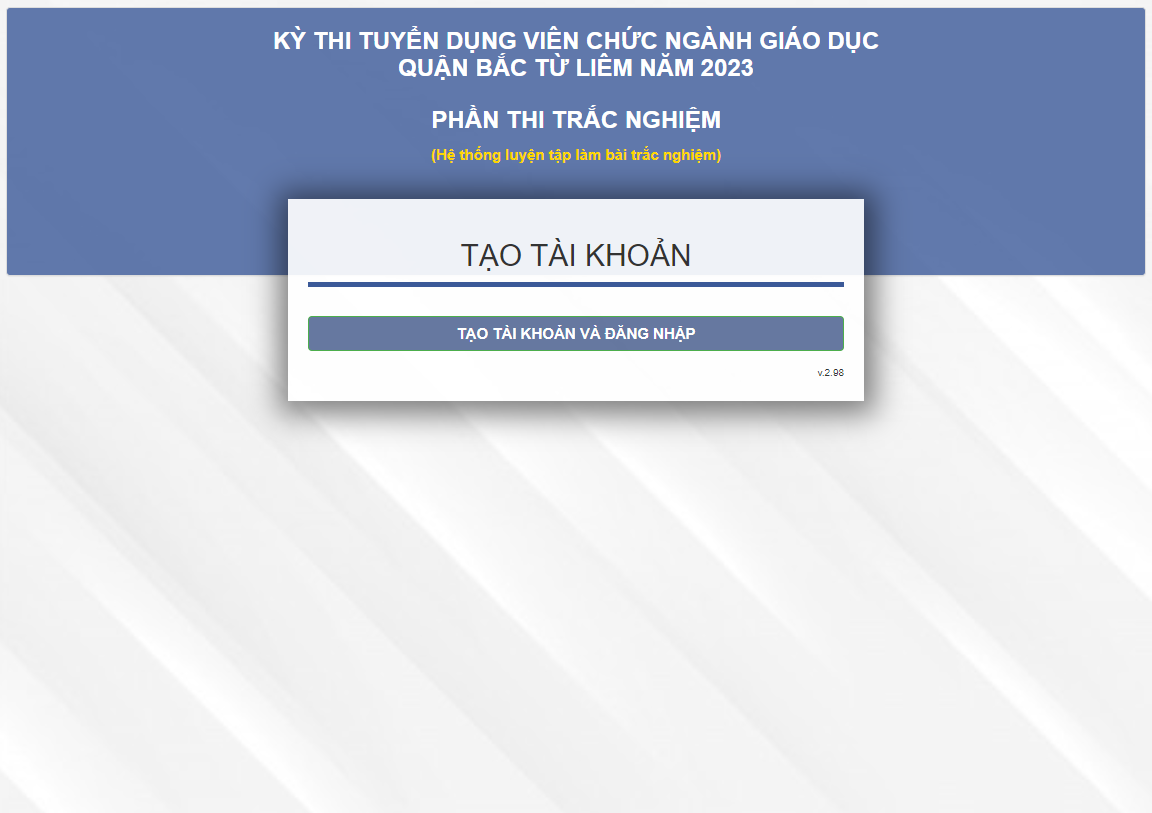 KỲ THI TUYỂN DỤNG VIÊN CHỨC NGÀNH GIÁO DỤC
QUẬN BẮC TỪ LIÊM NĂM 2023
PHẦN THI TRẮC NGHIỆM
(Hệ thống luyện tập làm bài trắc nghiệm)
TẠO TÀI KHOẢN
TẠO TÀI KHOẢN VÀ ĐĂNG NHẬP
v.2.98